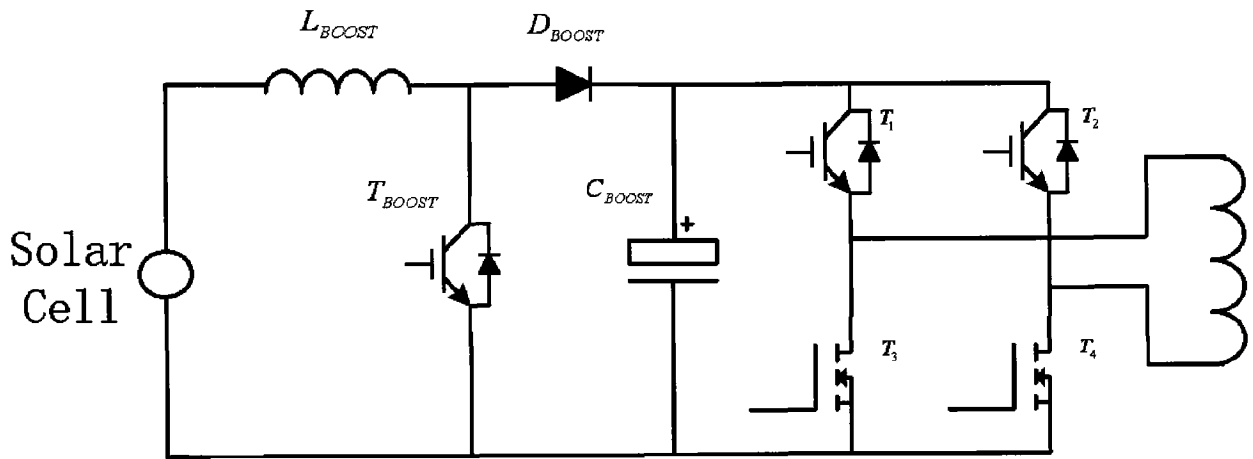 L_BOOST
D_BOOST
T_1
T_2
T_BOOST
C_BOOST
+
Solar
Cell
T_3
T_4